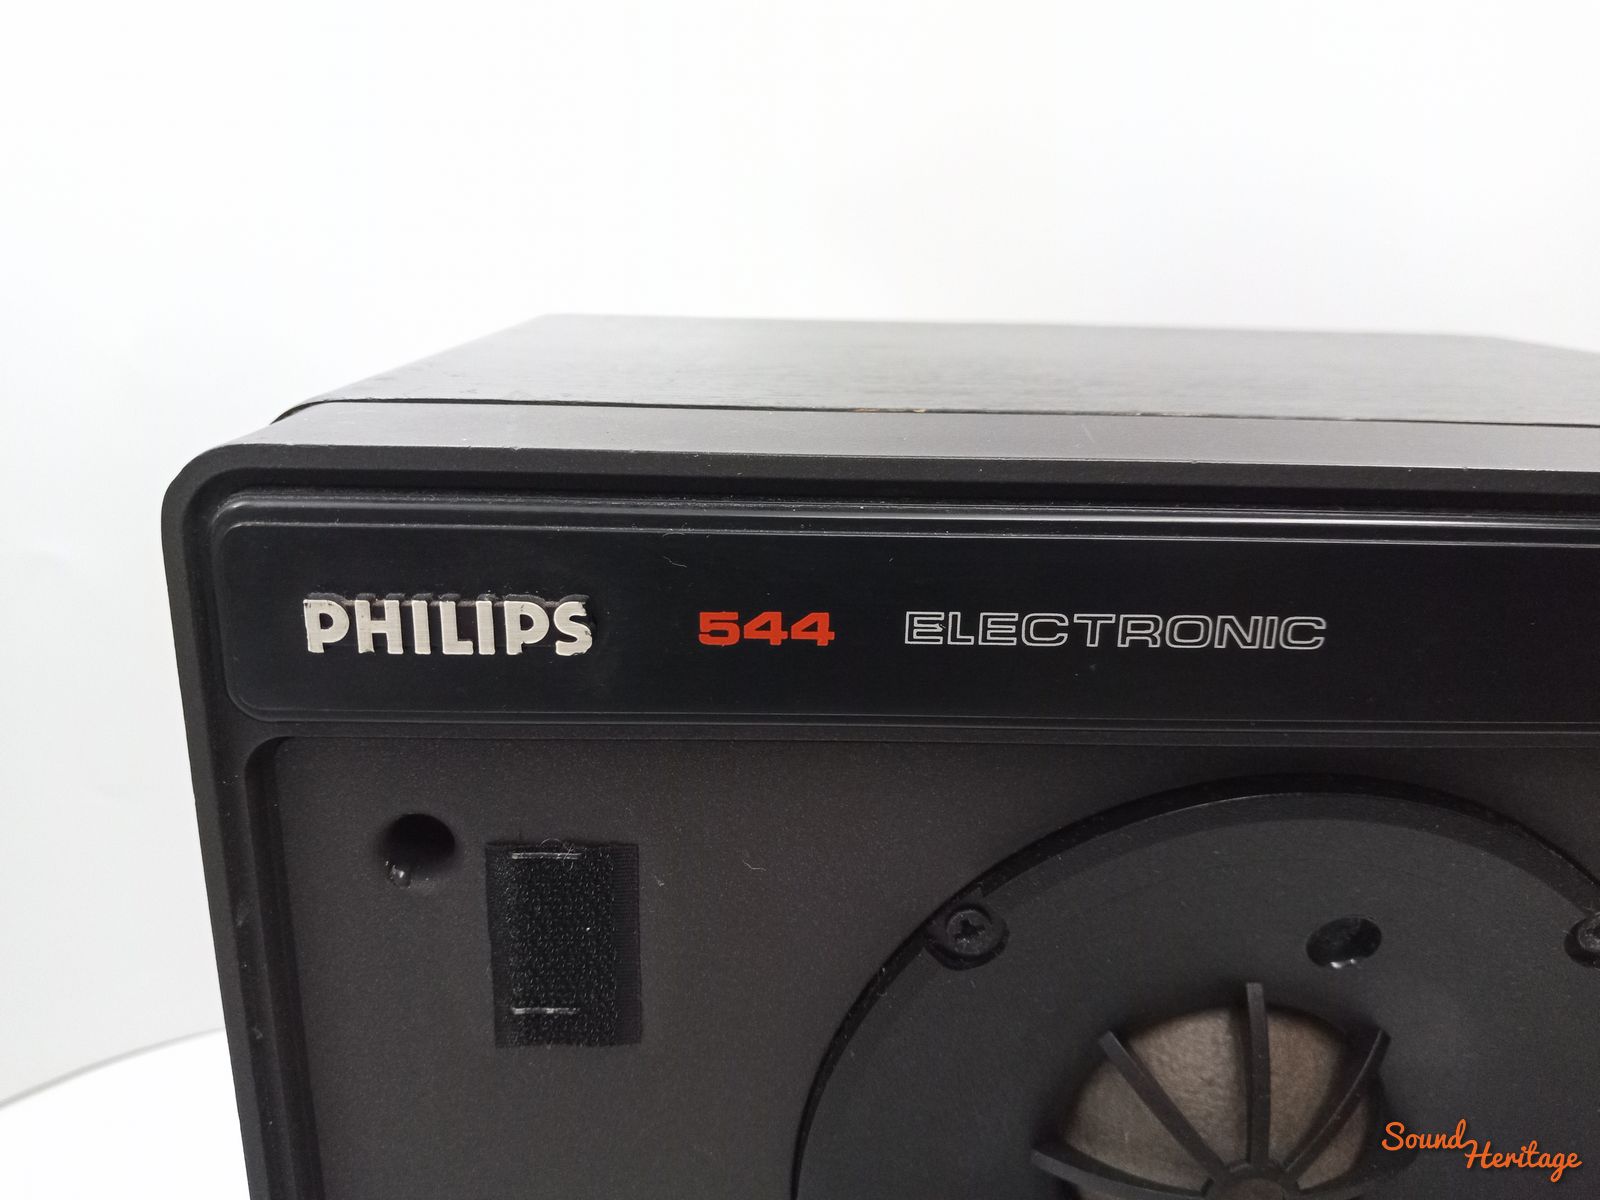 PHILIPS 544 ELECTRONIC
Sound
Heritage